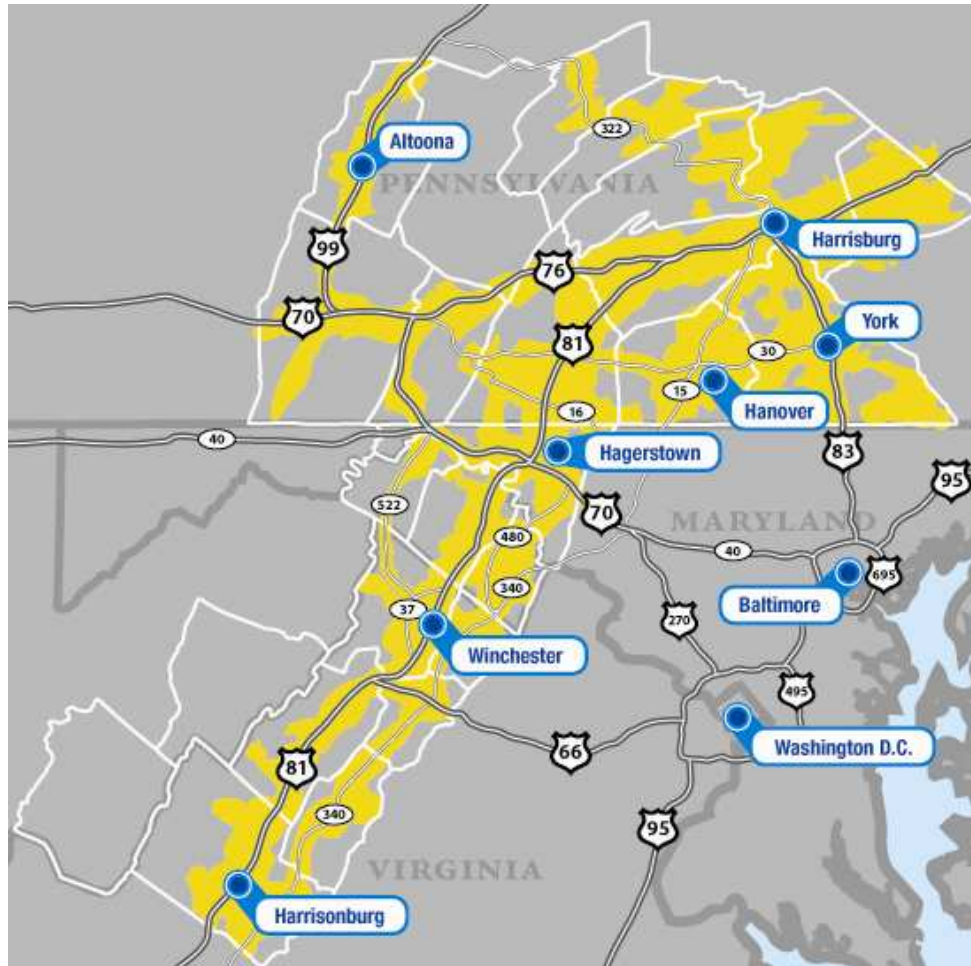 322
Altoona
PENNSYLVANIA
Harrisburg
99
76
70
81
York
30
15
Hanover
16
40
Hagerstown
83
95
522
70
MARYLAND
480
40
340
695
Baltimore
37
270
Winchester
495
Washington D.C.
66
81
340
95
VIRGINIA
Harrisonburg